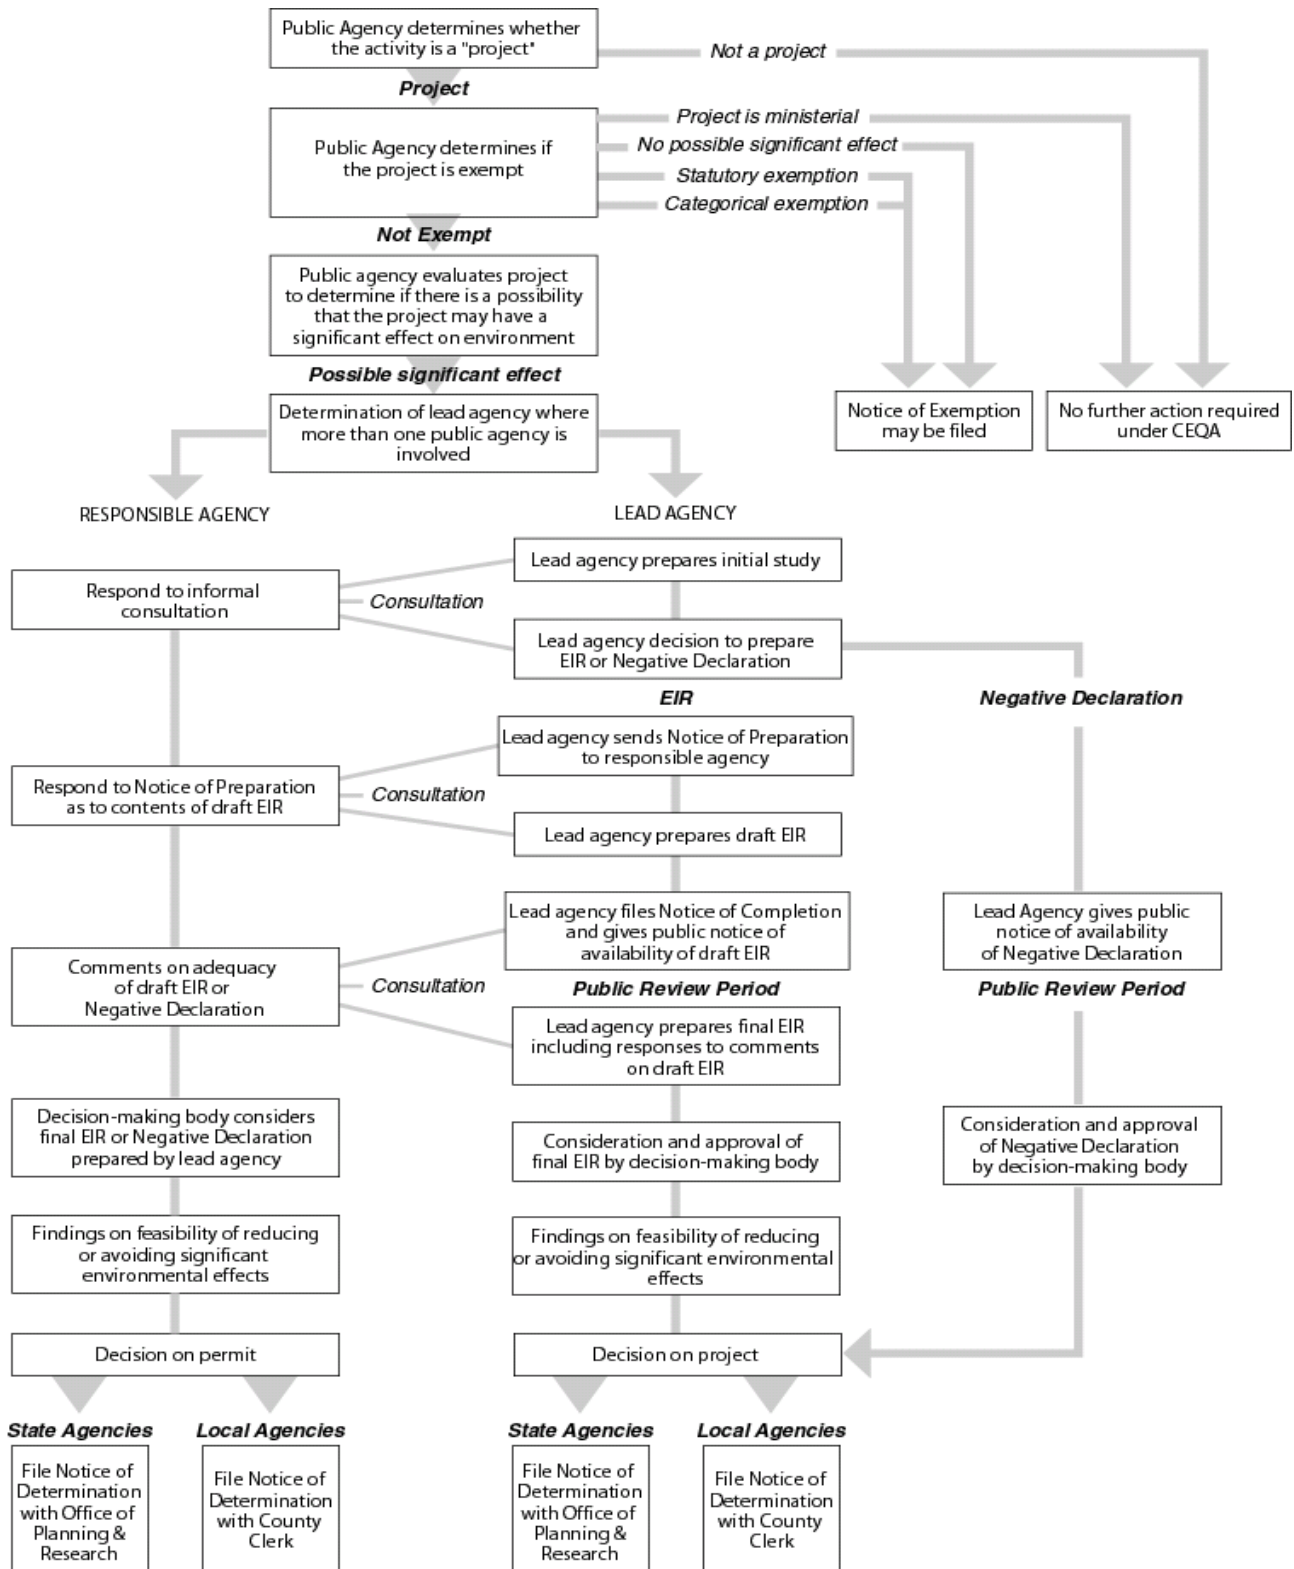 Public Agency determines whether
the activity is a "project"
Not a project
Project
Public Agency determines if
the project is exempt
Project is ministerial
No possible significant effect
Statutory exemption
Categorical exemption
Not Exempt
Public agency evaluates project
to determine if there is a possibility
that the project may have a
significant effect on environment
Possible significant effect
Determination of lead agency where
more than one public agency is
involved
Notice of Exemption
may be filed
No further action required
under CEQA
RESPONSIBLE AGENCY
LEAD AGENCY
Respond to informal
consultation
Consultation
Lead agency prepares initial study
Lead agency decision to prepare
EIR or Negative Declaration
EIR
Negative Declaration
Lead agency sends Notice of Preparation
to responsible agency
Respond to Notice of Preparation
as to contents of draft EIR
Consultation
Lead agency prepares draft EIR
Lead agency files Notice of Completion
and gives public notice of
availability of draft EIR
Lead Agency gives public
notice of availability
of Negative Declaration
Comments on adequacy
of draft EIR or
Negative Declaration
Consultation
Public Review Period
Public Review Period
Lead agency prepares final EIR
including responses to comments
on draft EIR
Decision-making body considers
final EIR or Negative Declaration
prepared by lead agency
Consideration and approval of
final EIR by decision-making body
Consideration and approval
of Negative Declaration
by decision-making body
Findings on feasibility of reducing
or avoiding significant
environmental effects
Findings on feasibility of reducing
or avoiding significant environmental
effects
Decision on permit
Decision on project
State Agencies
Local Agencies
State Agencies
Local Agencies
File Notice of
Determination
with Office of
Planning &
Research
File Notice of
Determination
with County
Clerk
File Notice of
Determination
with Office of
Planning &
Research
File Notice of
Determination
with County
Clerk